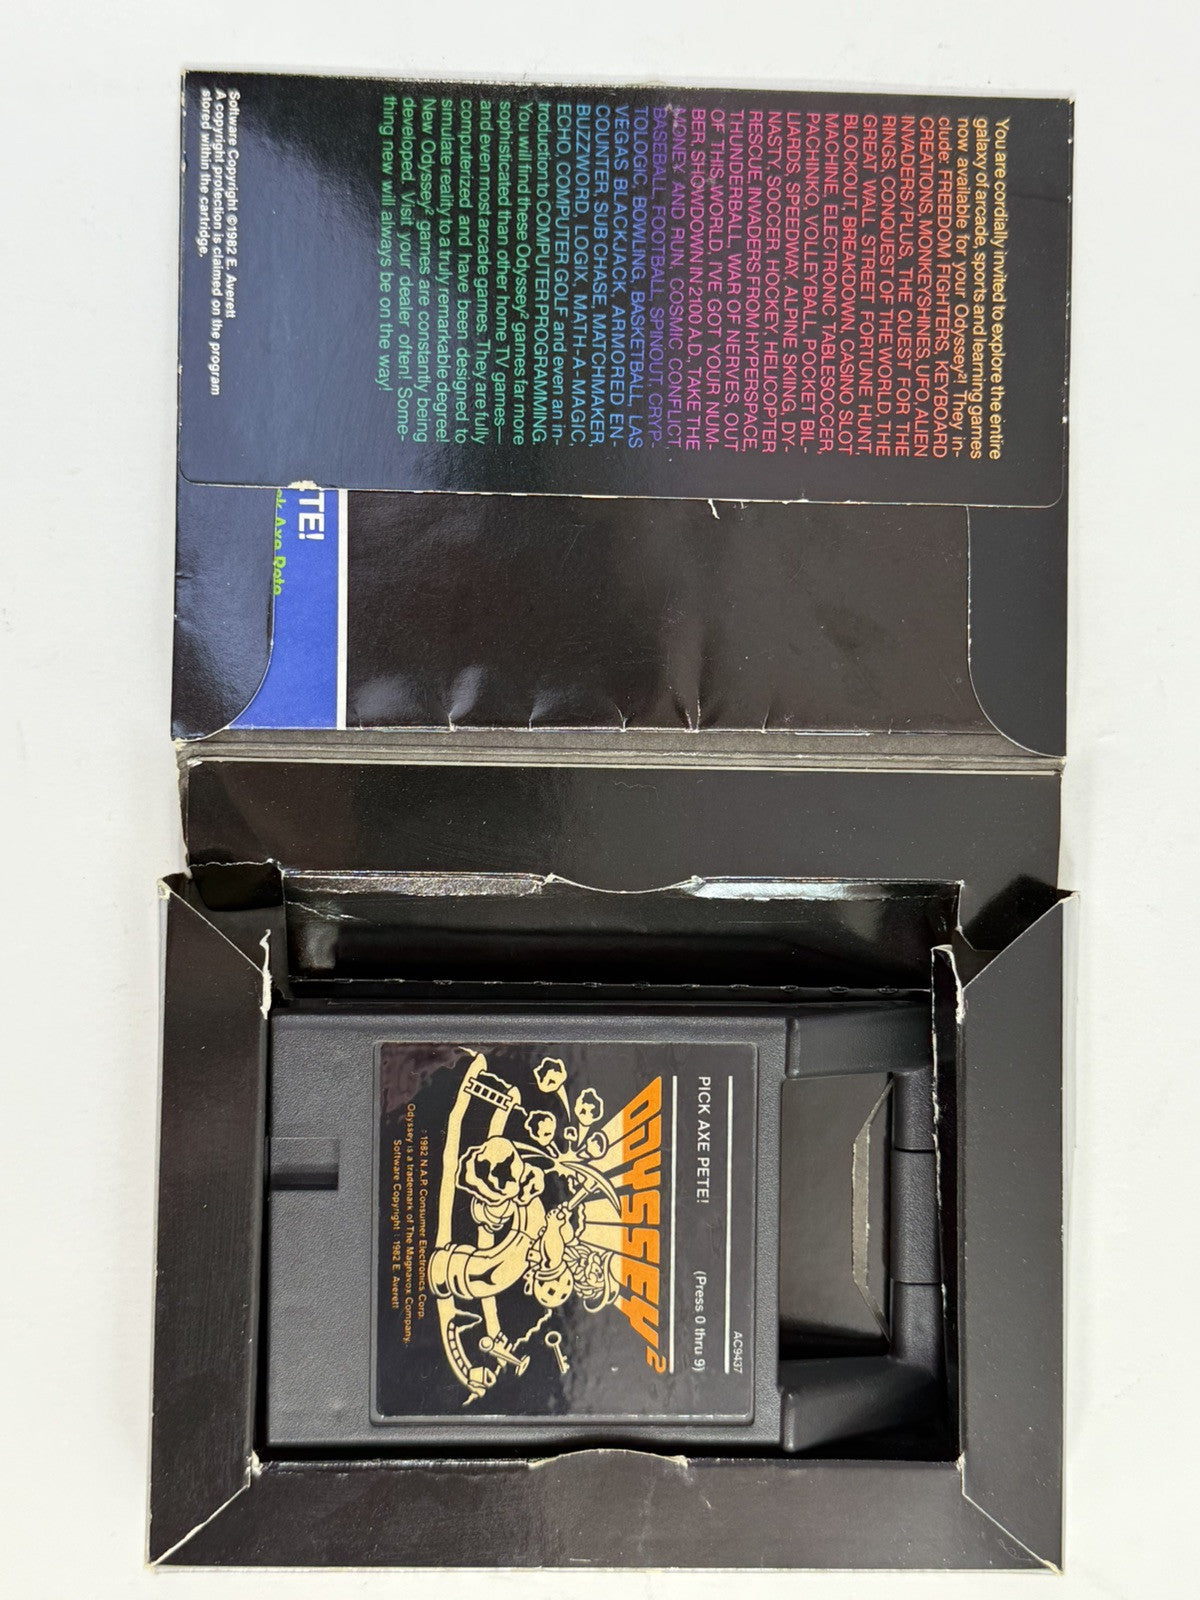 You are cordially invited to explore the entire
galaxy of arcade, sports and learning games
now available for your Odyssey²! They in-
clude: FREEDOM FIGHTERS, KEYBOARD
CREATIONS, MONKEYSHINES, UFO, ALIEN
INVADERS/PLUS, THE QUEST FOR THE
RINGS, CONQUEST OF THE WORLD, THE
GREAT WALL STREET FORTUNE HUNT,
BLOCKOUT, BREAKDOWN, CASINO SLOT
MACHINE, ELECTRONIC TABLE SOCCER,
PACHINKO, VOLLEYBALL, POCKET BIL-
LIARDS, SPEEDWAY, ALPINE SKIING, DY-
NASTY, SOCCER, HOCKEY, HELICOPTER
RESCUE, INVADERS FROM HYPERSPACE,
THUNDERBALL, WAR OF NERVES, OUT
OF THIS WORLD, I'VE GOT YOUR NUM-
BER, SHOWDOWN IN 2100 A.D., TAKE THE
MONEY AND RUN, COSMIC CONFLICT
BASEBALL, FOOTBALL, SPINOUT, CRYP-
TOLOGIC, BOWLING, BASKETBALL, LAS
VEGAS BLACKJACK, ARMORED EN-
COUNTER, SUB CHASE, MATCHMAKER,
BUZZWORD, LOGIX, MATH-A-MAGIC,
ECHO, COMPUTER GOLF and even an in-
troduction to COMPUTER PROGRAMMING.
You will find these Odyssey² games far more
sophisticated than other home TV games—
and even most arcade games. They are fully
computerized and have been designed to
simulate reality to a truly remarkable degree!
New Odyssey² games are constantly being
developed. Visit your dealer often! Some-
thing new will always be on the way!
Software Copyright ©1982 E. Averett
A copyright protection is claimed on the program
stored within the cartridge.
TE!
ck Axe Pete
AC9437
PICK AXE PETE! (Press 0 thru 9)
ODYSSEY²
©1982 N.A.P. Consumer Electronics Corp.
Odyssey is a trademark of The Magnavox Company.
Software Copyright © 1982 E. Averett